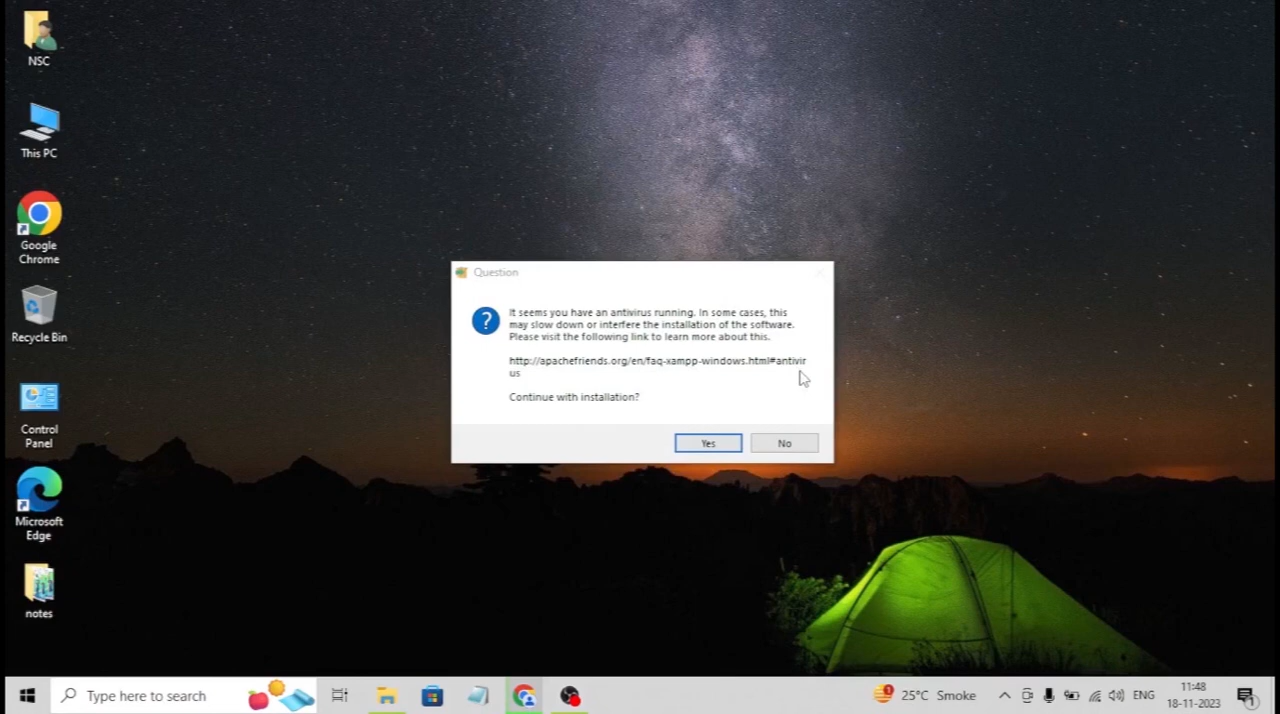 NSC
This PC
Google
Chrome
Recycle Bin
Control
Panel
Microsoft
Edge
notes
Question
It seems you have an antivirus running. In some cases, this
may slow down or interfere the installation of the software.
Please visit the following link to learn more about this.
http://apachefriends.org/en/faq-xampp-windows.html#antivir
us
Continue with installation?
Yes
No
Type here to search
1
25°C Smoke
ENG
11:48
18-11-2023
1